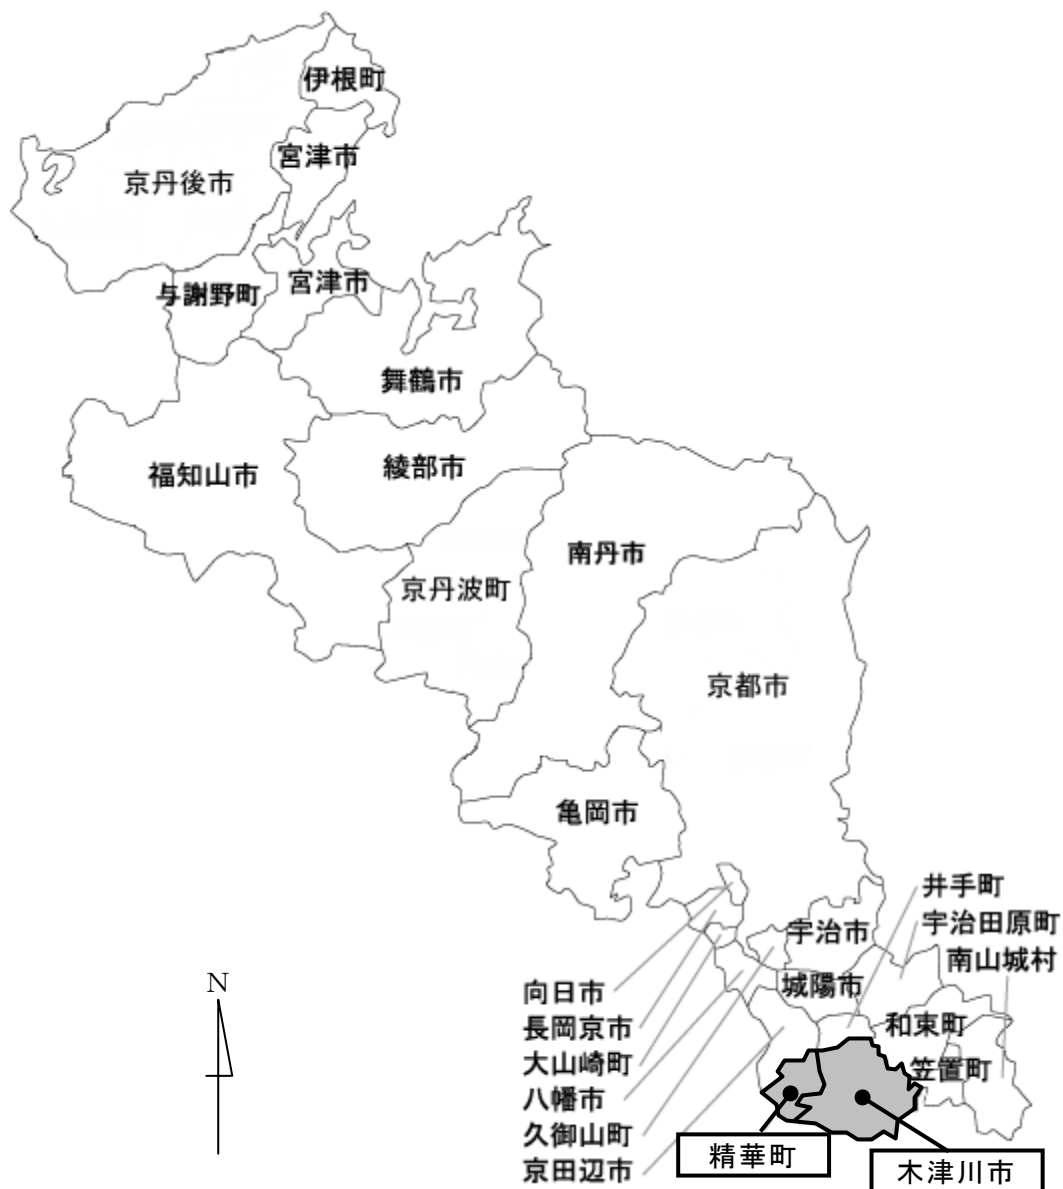 伊根町
宮津市
京丹後市
宮津市
与謝野町
舞鶴市
綾部市
福知山市
南丹市
京丹波町
京都市
亀岡市
井手町
宇治田原町
宇治市
南山城村
N
城陽市
向日市
長岡京市
和束町
大山崎町
笠置町
八幡市
久御山町
京田辺市
精華町
木津川市